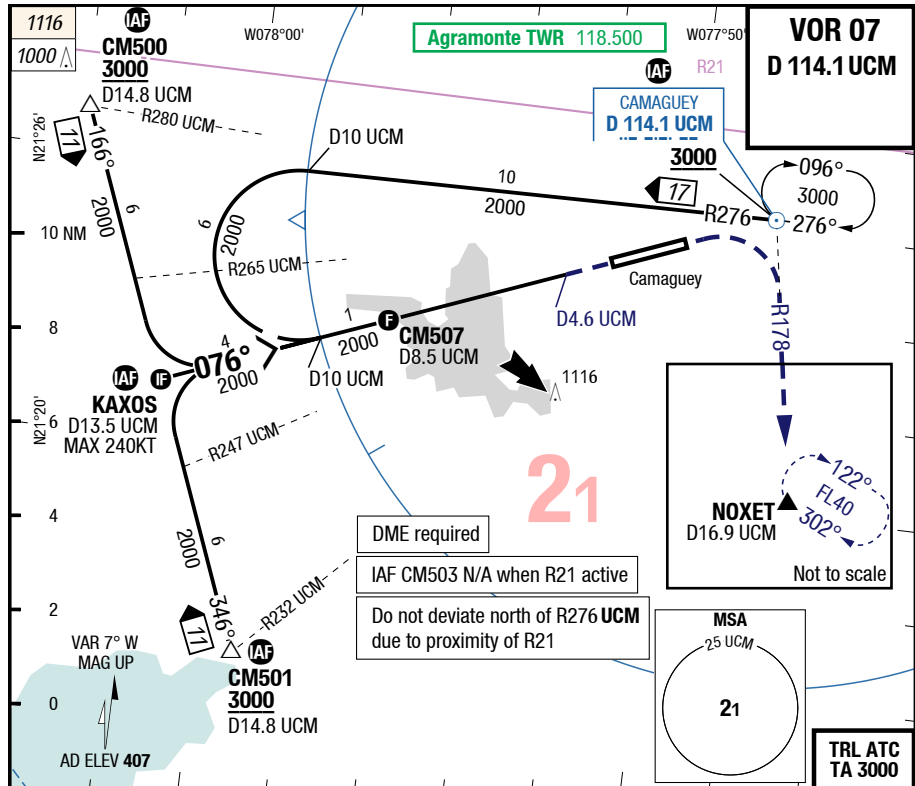 1116
1000
IAF
CM500
3000
D14.8 UCM
W078°00'
Agramonte TWR 118.500
W077°50'
R21
IAF
VOR 07
D 114.1 UCM
N21°26'
11
166°
R280 UCM
D10 UCM
CAMAGUEY
D 114.1 UCM
3000
096°
3000
276°
17
10
2000
R276
6
2000
6
2000
10 NM
R265 UCM
Camaguey
D4.6 UCM
R178
8
1
2000
F
CM507
D8.5 UCM
4
076°
2000
D10 UCM
IAF
IF
KAXOS
D13.5 UCM
MAX 240KT
1116
N21°20'
6
R247 UCM
21
122°
FL40
302°
NOXET
D16.9 UCM
Not to scale
4
6
2000
DME required
IAF CM503 N/A when R21 active
Do not deviate north of R276 UCM
due to proximity of R21
2
11
346°
R232 UCM
IAF
CM501
3000
D14.8 UCM
VAR 7° W
MAG UP
0
AD ELEV 407
MSA
25 UCM
21
TRL ATC
TA 3000